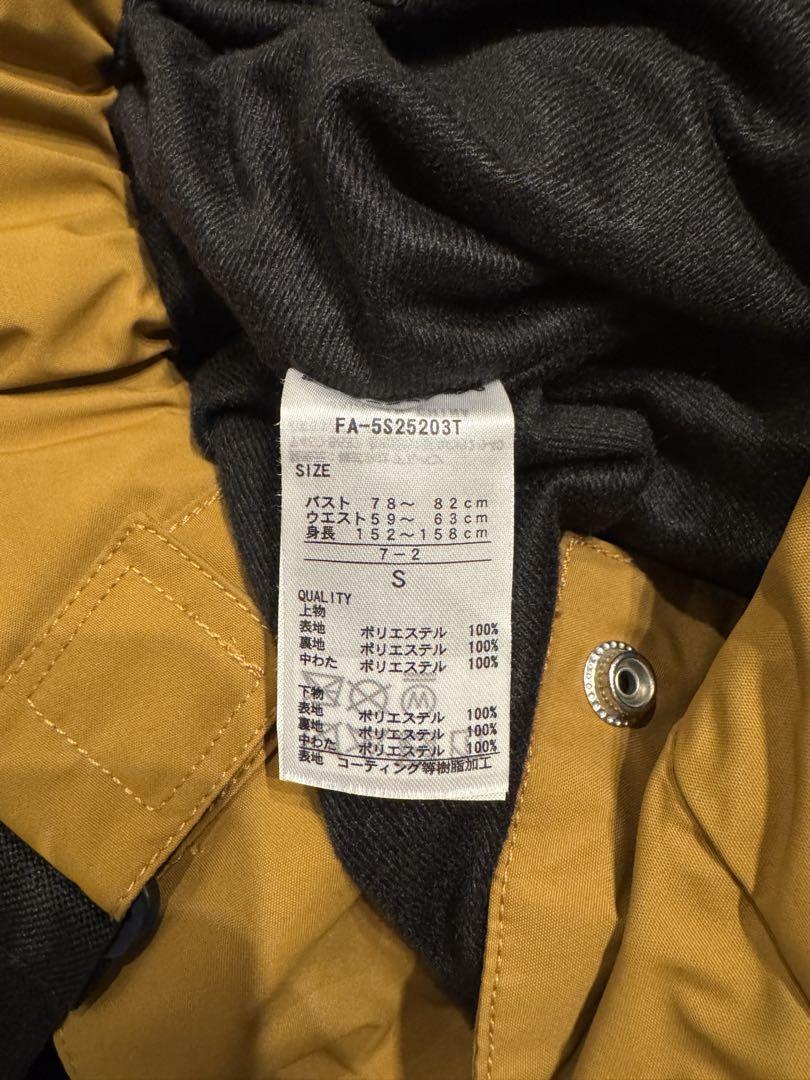 FA-5S25203T
SIZE
バスト 78～ 82cm
ウエスト59～ 63cm
身長 152～158cm
7-2
S
QUALITY
上物
表地 ポリエステル 100%
裏地 ポリエステル 100%
中わた ポリエステル 100%
下物
表地 ポリエステル 100%
裏地 ポリエステル 100%
中わた ポリエステル 100%
表地 コーティング等樹脂加工